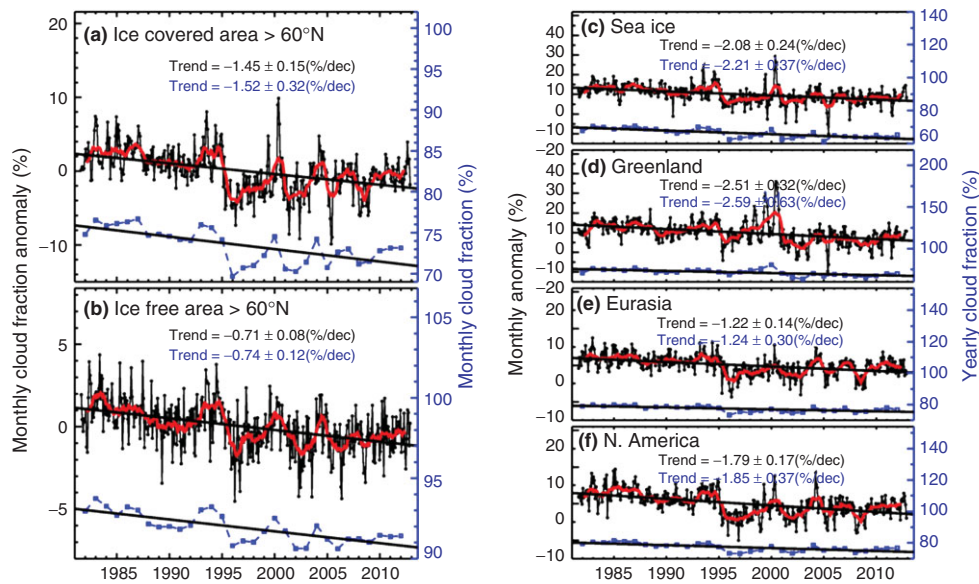 (a) Ice covered area > 60°N
Trend = −1.45 ± 0.15(%/dec)
Trend = −1.52 ± 0.32(%/dec)
20
10
0
−10
100
95
90
85
80
75
70
(b) Ice free area > 60°N
Trend = −0.71 ± 0.08(%/dec)
Trend = −0.74 ± 0.12(%/dec)
5
0
−5
105
100
95
90
1985 1990 1995 2000 2005 2010
Monthly cloud fraction anomaly (%)
Monthly cloud fraction (%)
(c) Sea ice
Trend = −2.08 ± 0.24(%/dec)
Trend = −2.21 ± 0.37(%/dec)
40
30
20
10
0
−10
−20
140
120
100
80
60
(d) Greenland
Trend = −2.51 ± 0.32(%/dec)
Trend = −2.59 ± 0.63(%/dec)
40
30
20
10
0
−10
−20
200
150
100
(e) Eurasia
Trend = −1.22 ± 0.14(%/dec)
Trend = −1.24 ± 0.30(%/dec)
20
10
0
−10
140
120
100
80
(f) N. America
Trend = −1.79 ± 0.17(%/dec)
Trend = −1.85 ± 0.37(%/dec)
20
10
0
−10
140
120
100
80
1985 1990 1995 2000 2005 2010
Monthly anomaly (%)
Yearly cloud fraction (%)